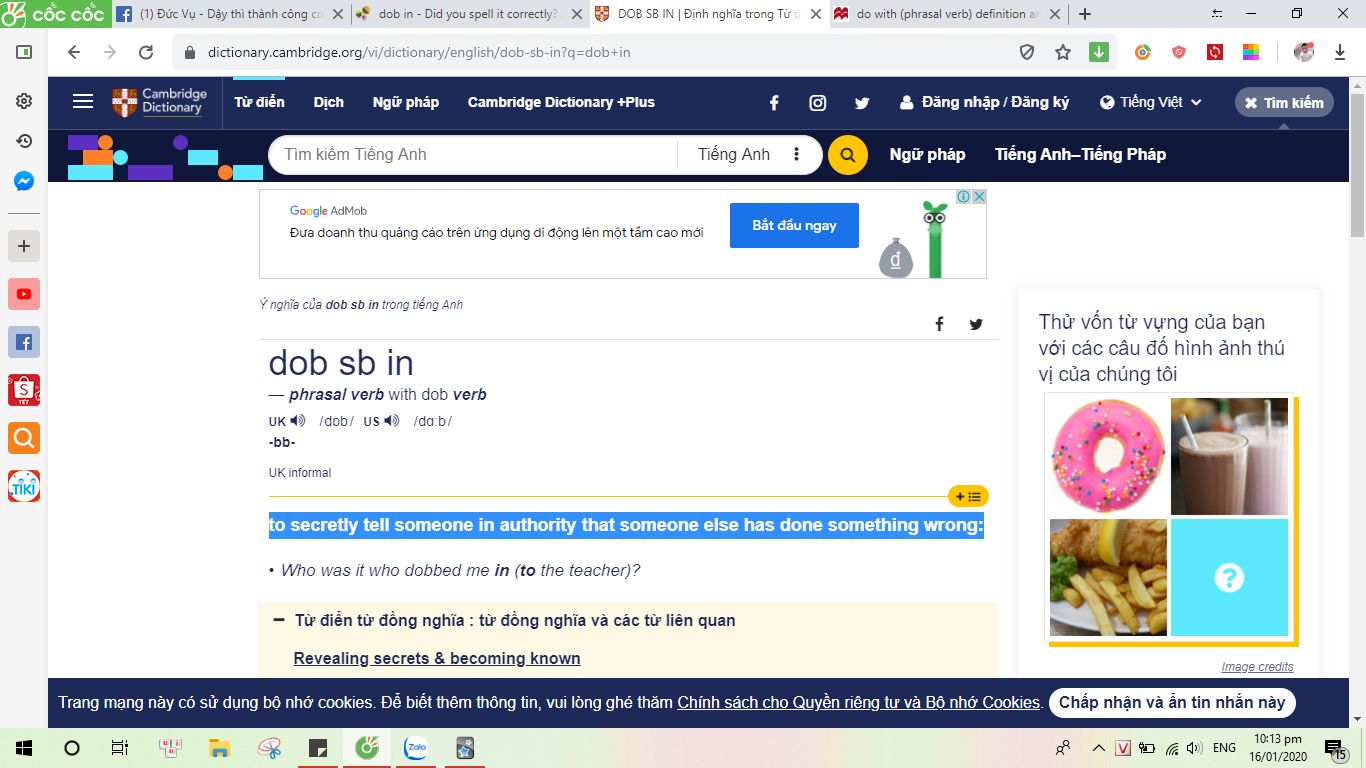 cốc cốc
(1) Đức Vụ - Dậy thì thành công cm
dob in - Did you spell it correctly?
DOB SB IN | Định nghĩa trong Từ đ
do with (phrasal verb) definition an
dictionary.cambridge.org/vi/dictionary/english/dob-sb-in?q=dob+in
Cambridge Dictionary
Từ điển
Dịch
Ngữ pháp
Cambridge Dictionary +Plus
Đăng nhập / Đăng ký
Tiếng Việt
Tìm kiếm
Tìm kiếm Tiếng Anh
Tiếng Anh
Ngữ pháp
Tiếng Anh–Tiếng Pháp
Google AdMob
Đưa doanh thu quảng cáo trên ứng dụng di động lên một tầm cao mới
Bắt đầu ngay
đ
Ý nghĩa của dob sb in trong tiếng Anh
dob sb in
— phrasal verb with dob verb
UK /dɒb/ US /dɑːb/
-bb-
UK informal
to secretly tell someone in authority that someone else has done something wrong:
• Who was it who dobbed me in (to the teacher)?
Từ điển từ đồng nghĩa : từ đồng nghĩa và các từ liên quan
Revealing secrets & becoming known
Thử vốn từ vựng của bạn
với các câu đố hình ảnh thú
vị của chúng tôi
?
Image credits
TẾT
TIKI
Trang mạng này có sử dụng bộ nhớ cookies. Để biết thêm thông tin, vui lòng ghé thăm Chính sách cho Quyền riêng tư và Bộ nhớ Cookies.
Chấp nhận và ẩn tin nhắn này
Zalo
V
ENG
10:13 pm
16/01/2020
15